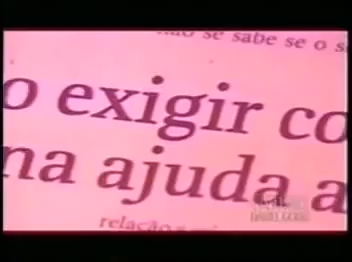 não se sabe se o s
o exigir co
na ajuda a
relação